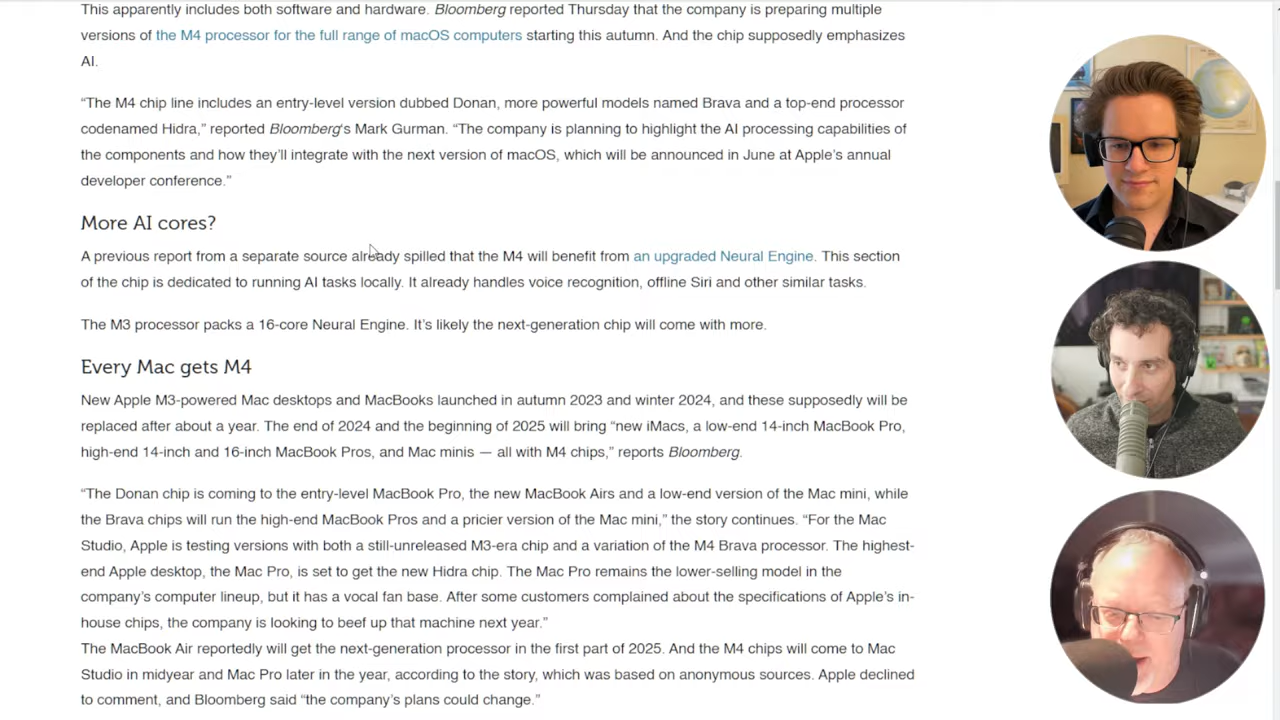 This apparently includes both software and hardware. Bloomberg reported Thursday that the company is preparing multiple
versions of the M4 processor for the full range of macOS computers starting this autumn. And the chip supposedly emphasizes
AI.
“The M4 chip line includes an entry-level version dubbed Donan, more powerful models named Brava and a top-end processor
codenamed Hidra,” reported Bloomberg‘s Mark Gurman. “The company is planning to highlight the AI processing capabilities of
the components and how they’ll integrate with the next version of macOS, which will be announced in June at Apple’s annual
developer conference.”
More AI cores?
A previous report from a separate source already spilled that the M4 will benefit from an upgraded Neural Engine. This section
of the chip is dedicated to running AI tasks locally. It already handles voice recognition, offline Siri and other similar tasks.
The M3 processor packs a 16-core Neural Engine. It’s likely the next-generation chip will come with more.
Every Mac gets M4
New Apple M3-powered Mac desktops and MacBooks launched in autumn 2023 and winter 2024, and these supposedly will be
replaced after about a year. The end of 2024 and the beginning of 2025 will bring “new iMacs, a low-end 14-inch MacBook Pro,
high-end 14-inch and 16-inch MacBook Pros, and Mac minis — all with M4 chips,” reports Bloomberg.
“The Donan chip is coming to the entry-level MacBook Pro, the new MacBook Airs and a low-end version of the Mac mini, while
the Brava chips will run the high-end MacBook Pros and a pricier version of the Mac mini,” the story continues. “For the Mac
Studio, Apple is testing versions with both a still-unreleased M3-era chip and a variation of the M4 Brava processor. The highest-
end Apple desktop, the Mac Pro, is set to get the new Hidra chip. The Mac Pro remains the lower-selling model in the
company’s computer lineup, but it has a vocal fan base. After some customers complained about the specifications of Apple’s in-
house chips, the company is looking to beef up that machine next year.”
The MacBook Air reportedly will get the next-generation processor in the first part of 2025. And the M4 chips will come to Mac
Studio in midyear and Mac Pro later in the year, according to the story, which was based on anonymous sources. Apple declined
to comment, and Bloomberg said “the company’s plans could change.”